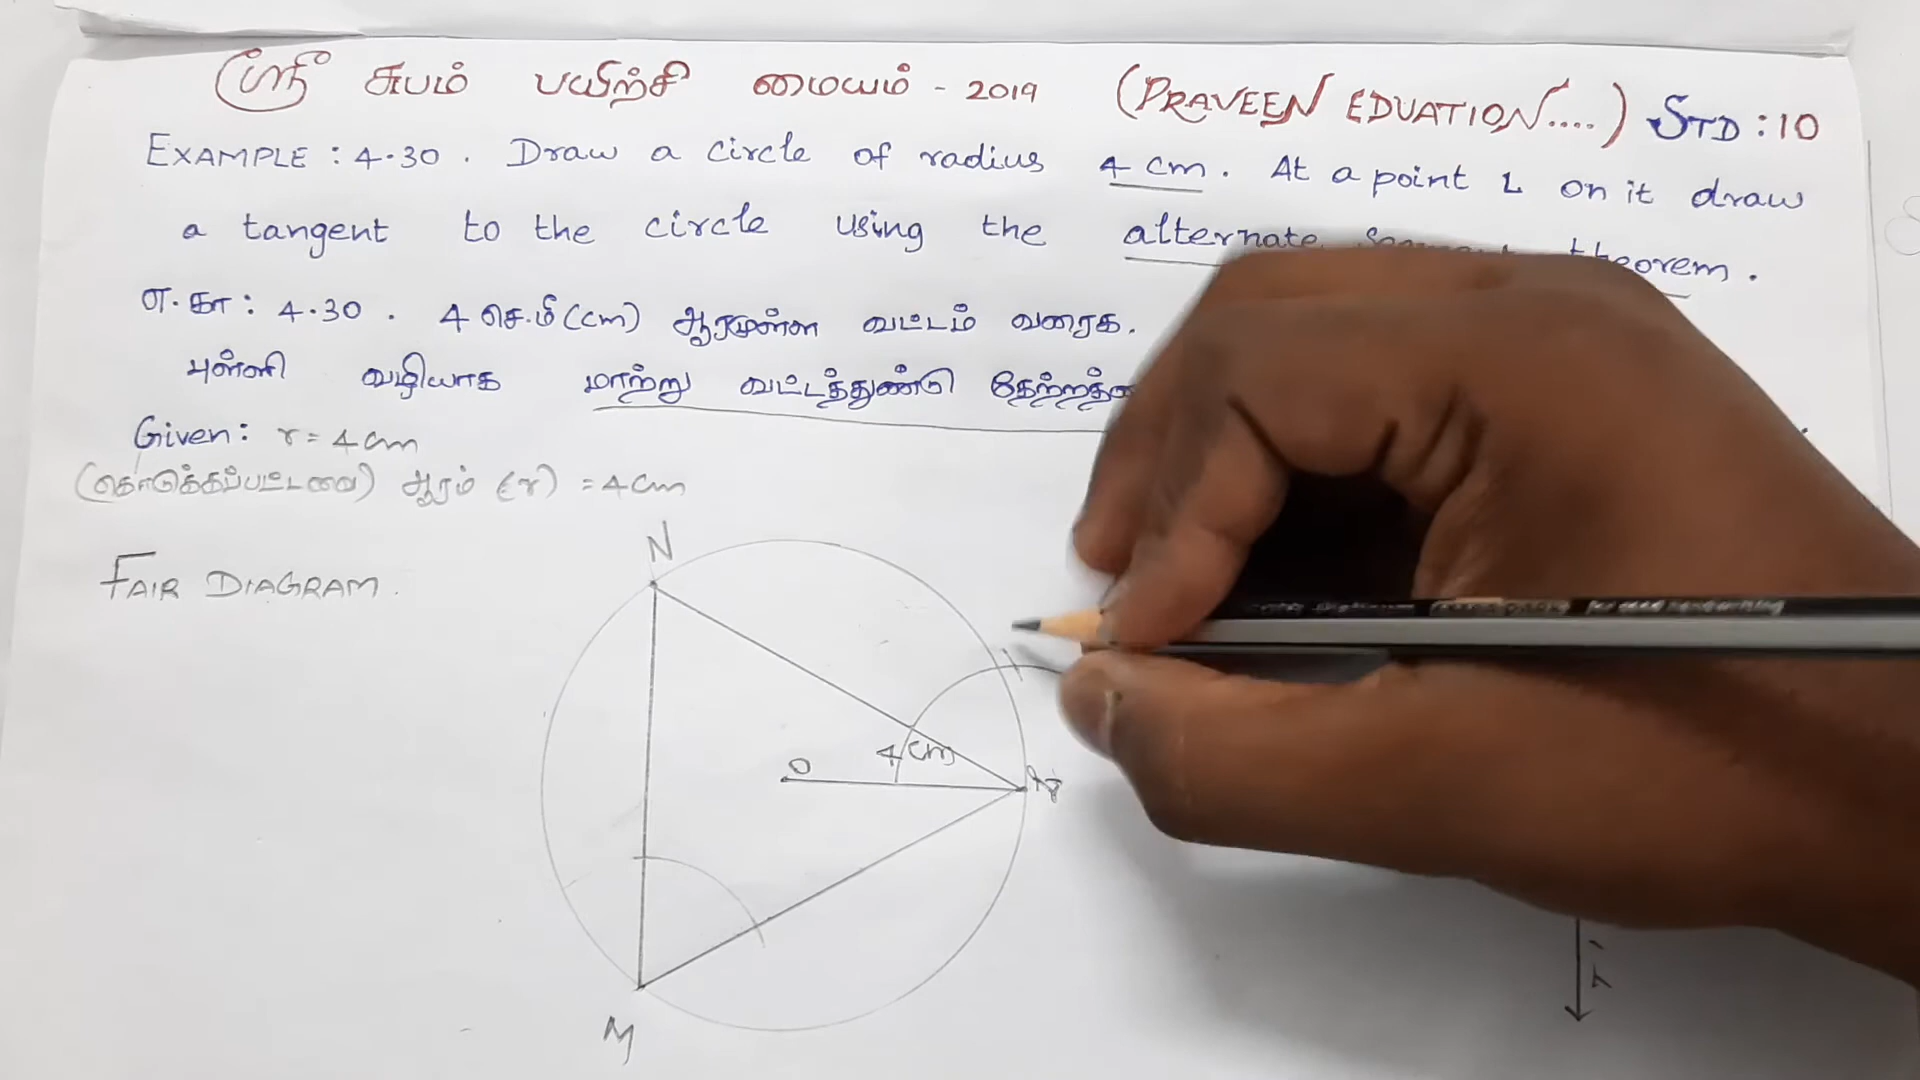 ஸ்ரீ சுபம் பயிற்சி மையம் - 2019 (PRAVEEN EDUATION....) STD : 10
EXAMPLE : 4.30 . Draw a circle of radius 4 cm. At a point L on it draw
a tangent to the circle using the alternate theorem.
எ.கா : 4.30 . 4 செ.மீ (cm) ஆரமுள்ள வட்டம் வரைக.
புள்ளி வழியாக மாற்று வட்டத்துண்டு
Given: r = 4 cm
(கொடுக்கப்பட்டவை) ஆரம் (r) = 4 cm
FAIR DIAGRAM.
N
O
4 cm
M